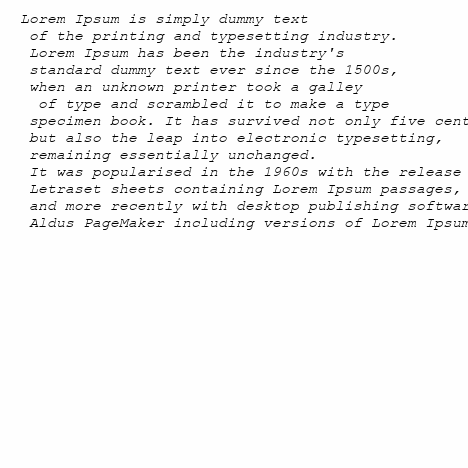 Lorem Ipsum is simply dummy text
of the printing and typesetting industry.
Lorem Ipsum has been the industry's
standard dummy text ever since the 1500s,
when an unknown printer took a galley
of type and scrambled it to make a type
specimen book. It has survived not only five cent
but also the leap into electronic typesetting,
remaining essentially unchanged.
It was popularised in the 1960s with the release
Letraset sheets containing Lorem Ipsum passages,
and more recently with desktop publishing softwar
Aldus PageMaker including versions of Lorem Ipsum